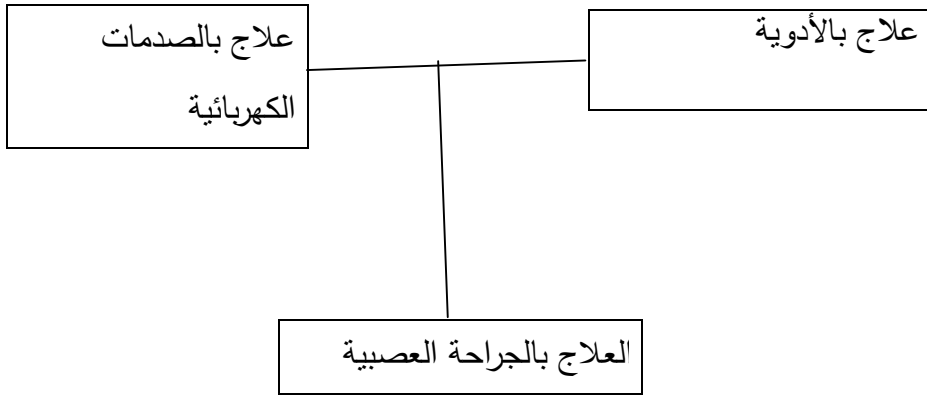 علاج بالأدوية
علاج بالصدمات
الكهربائية
العلاج بالجراحة العصبية